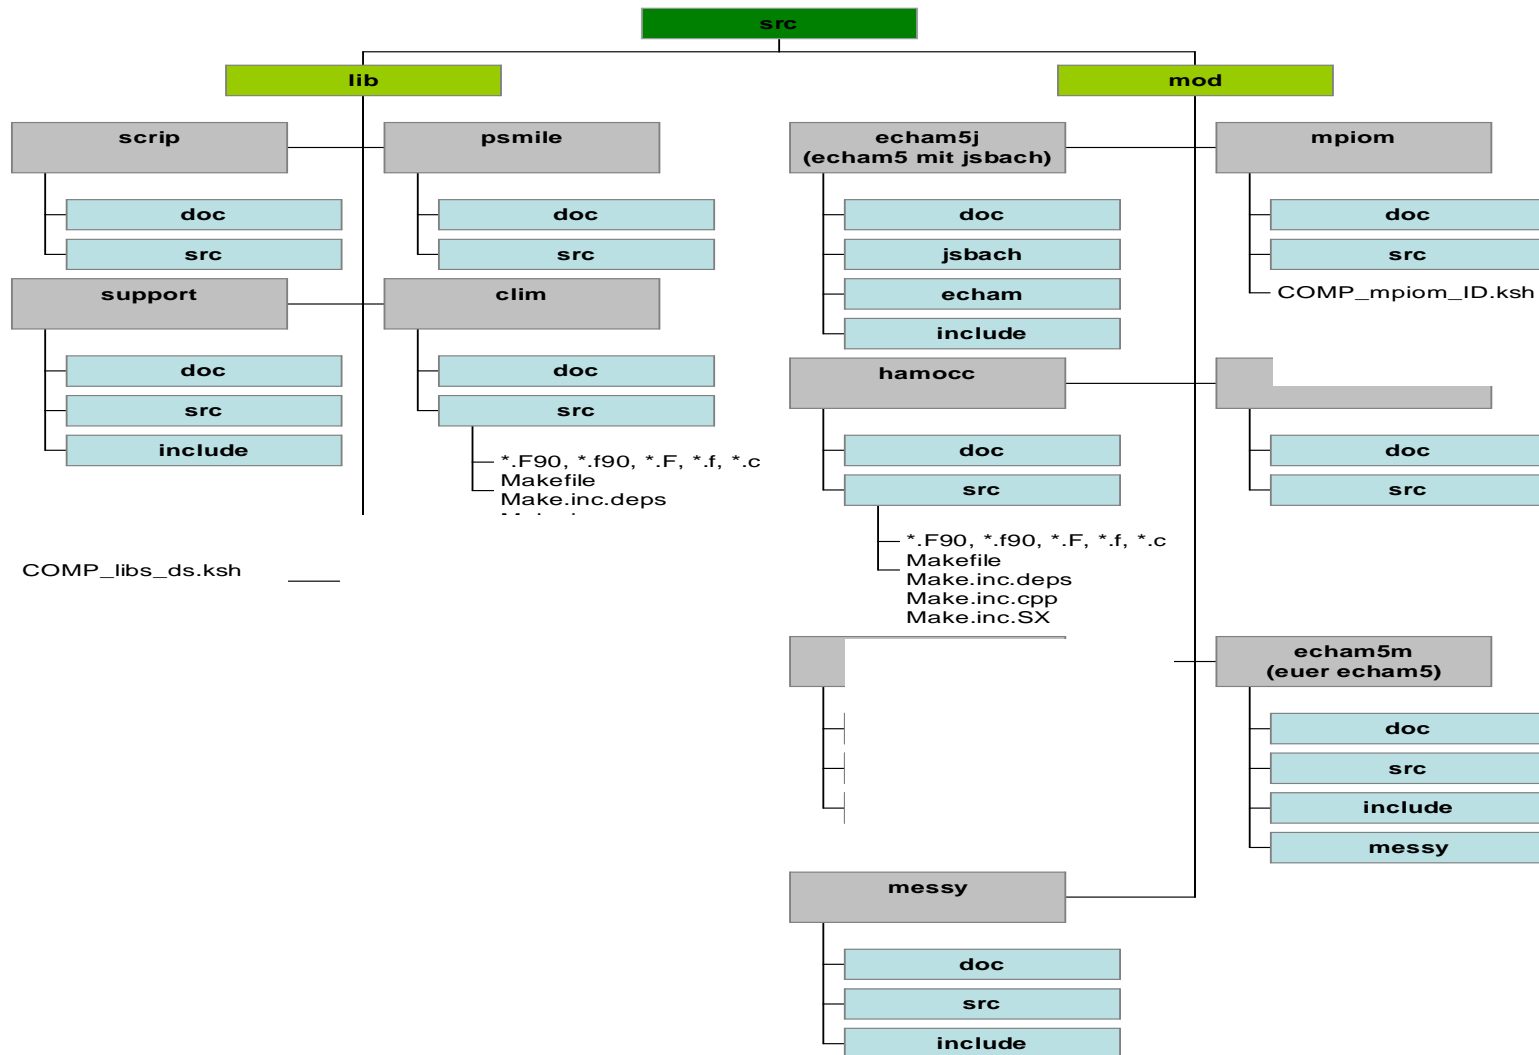 src
lib
mod
scrip
psmile
echam5j
(echam5 mit jsbach)
mpiom
doc
src
doc
src
doc
jsbach
echam
include
doc
src
COMP_mpiom_ID.ksh
support
clim
hamocc
doc
src
include
doc
src
*.F90, *.f90, *.F, *.f, *.c
Makefile
Make.inc.deps
doc
src
*.F90, *.f90, *.F, *.f, *.c
Makefile
Make.inc.deps
Make.inc.cpp
Make.inc.SX
doc
src
COMP_libs_ds.ksh
echam5m
(euer echam5)
doc
src
include
messy
messy
doc
src
include